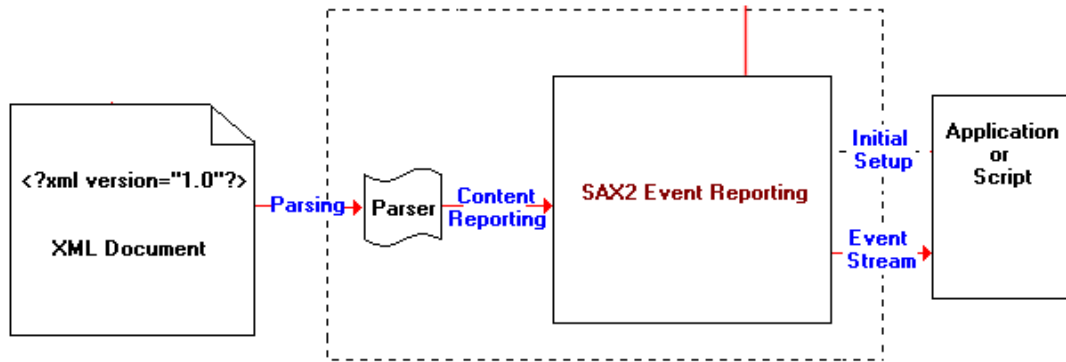 <?xml version="1.0"?>
XML Document
Parsing
Parser
Content
Reporting
SAX2 Event Reporting
Initial
Setup
Event
Stream
Application
or
Script